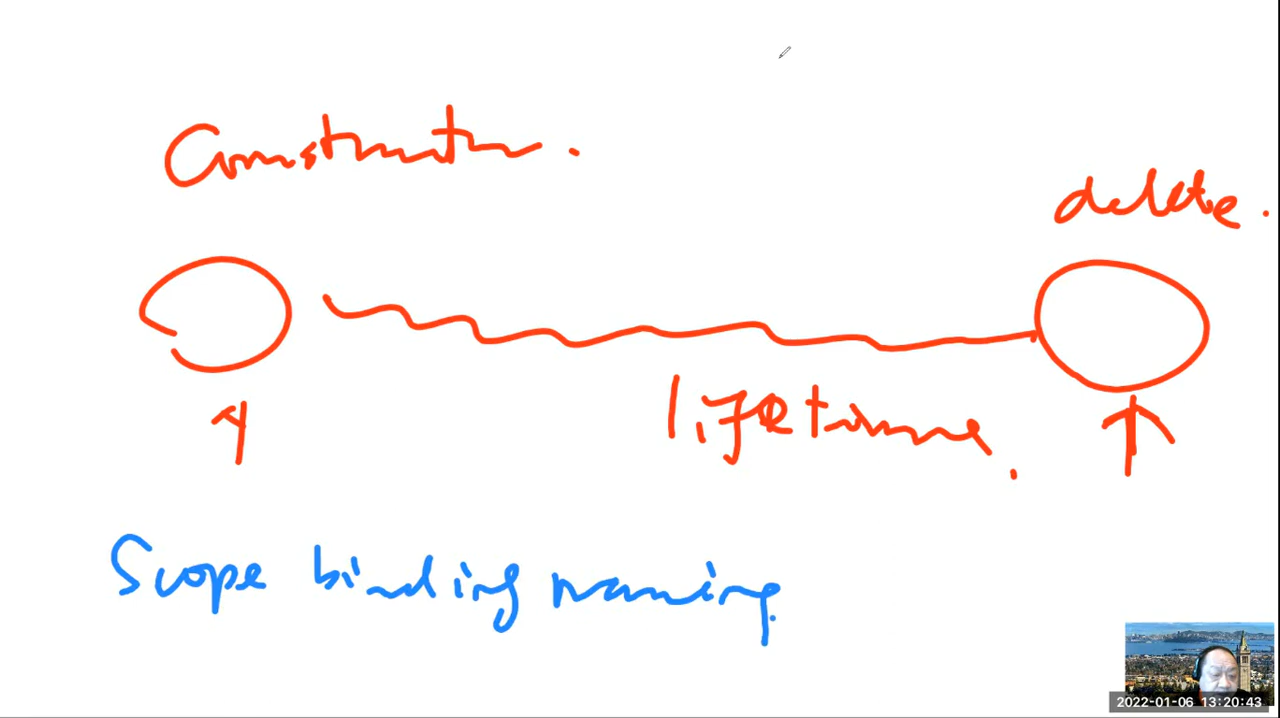 Constructor.
delete.
lifetime.
Scope binding naming
2022-01-06 13:20:43